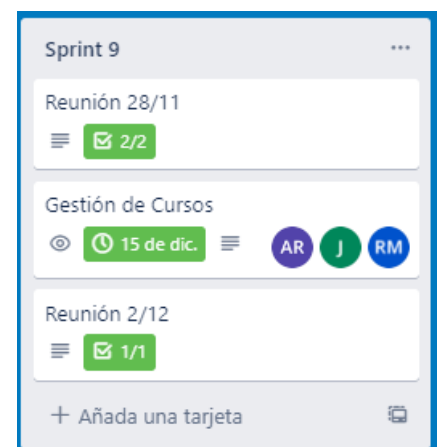 Sprint 9
Reunión 28/11
2/2
Gestión de Cursos
15 de dic.
AR J RM
Reunión 2/12
1/1
+ Añada una tarjeta